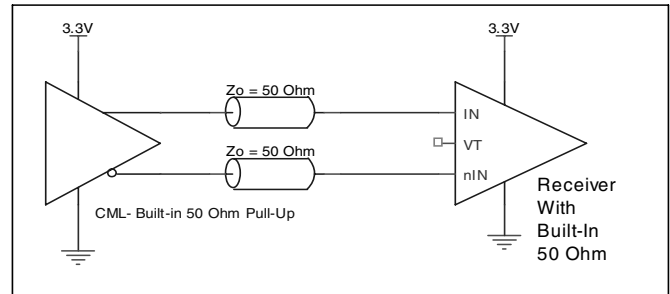 3.3V
3.3V
Zo = 50 Ohm
IN
VT
Zo = 50 Ohm
nIN
Receiver
With
Built-In
50 Ohm
CML- Built-in 50 Ohm Pull-Up